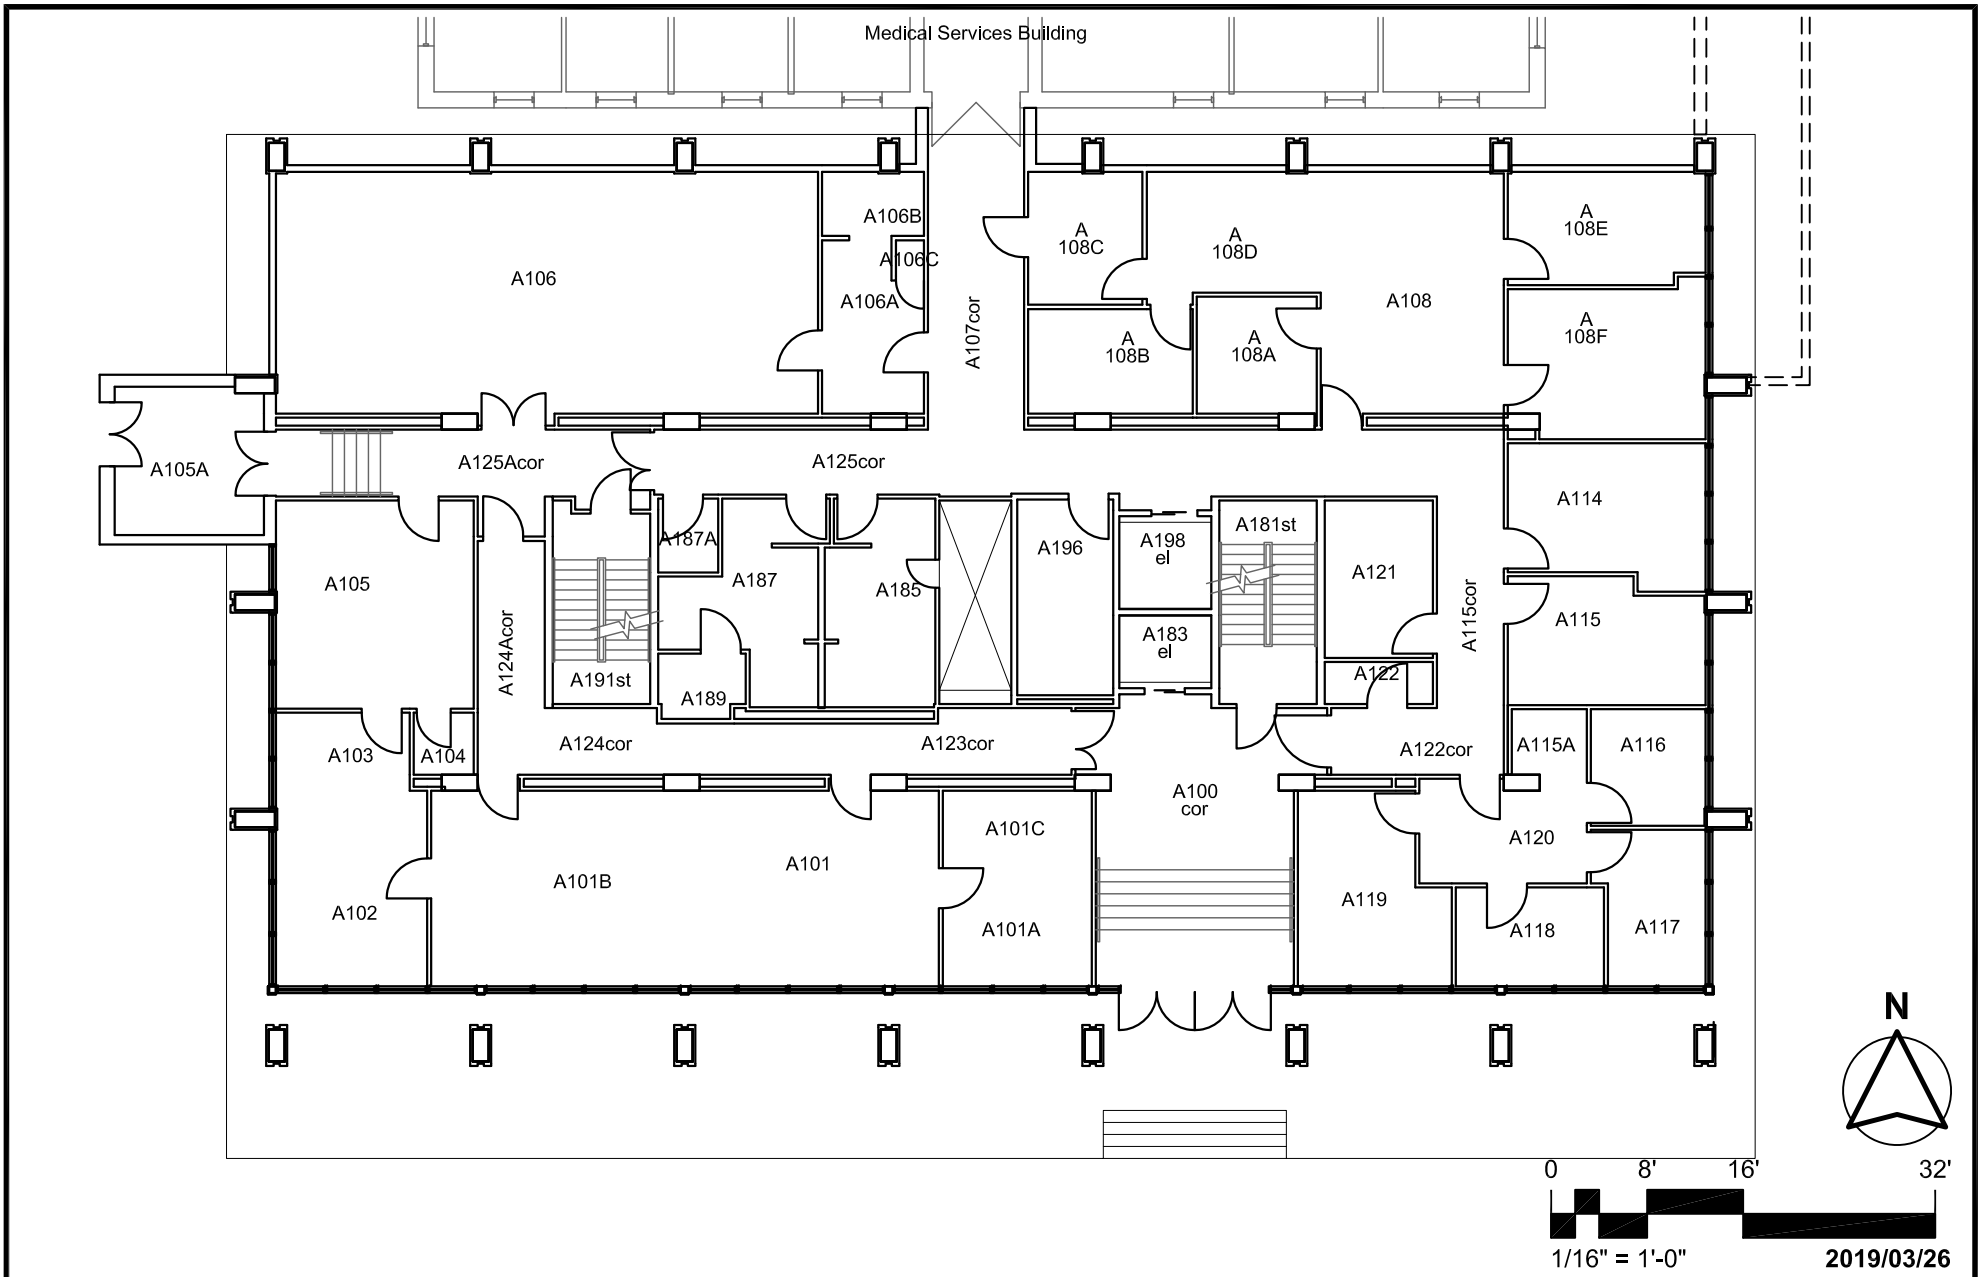 Medical Services Building
A106B
A
108E
A
108C
A
108D
A106C
A106
A106A
A108
A107cor
A
108F
A
108B
A
108A
A105A
A125Acor
A125cor
A114
A187A
A198
el
A181st
A196
A105
A187
A185
A121
A115cor
A115
A124Acor
A183
el
A191st
A189
A122
A103
A104
A124cor
A123cor
A122cor
A115A
A116
A100
cor
A101C
A120
A101
A101B
A102
A119
A101A
A118
A117
N
0 8' 16' 32'
1/16" = 1'-0"
2019/03/26